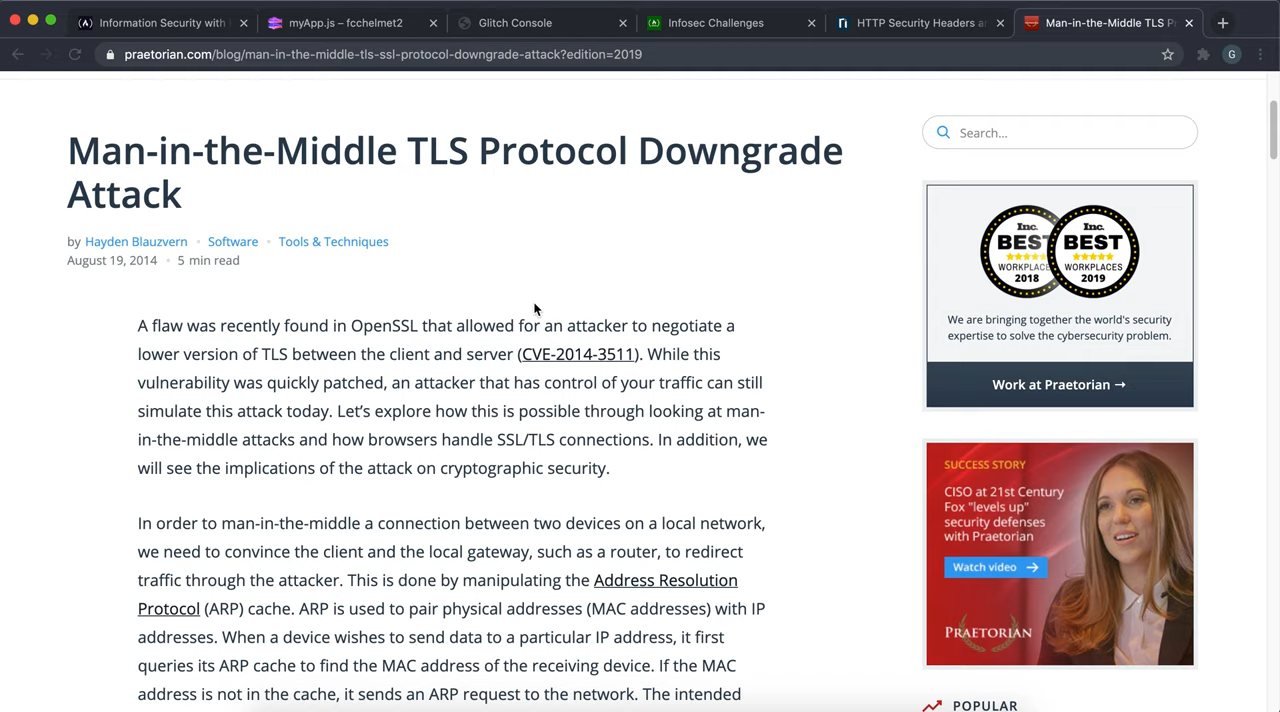 Information Security with
myApp.js – fcchelmet2
Glitch Console
Infosec Challenges
HTTP Security Headers a
Man-in-the-Middle TLS P
praetorian.com/blog/man-in-the-middle-tls-ssl-protocol-downgrade-attack?edition=2019
G
Man-in-the-Middle TLS Protocol Downgrade
Attack
by Hayden Blauzvern • Software • Tools & Techniques
August 19, 2014 • 5 min read
A flaw was recently found in OpenSSL that allowed for an attacker to negotiate a
lower version of TLS between the client and server (CVE-2014-3511). While this
vulnerability was quickly patched, an attacker that has control of your traffic can still
simulate this attack today. Let’s explore how this is possible through looking at man-
in-the-middle attacks and how browsers handle SSL/TLS connections. In addition, we
will see the implications of the attack on cryptographic security.
In order to man-in-the-middle a connection between two devices on a local network,
we need to convince the client and the local gateway, such as a router, to redirect
traffic through the attacker. This is done by manipulating the Address Resolution
Protocol (ARP) cache. ARP is used to pair physical addresses (MAC addresses) with IP
addresses. When a device wishes to send data to a particular IP address, it first
queries its ARP cache to find the MAC address of the receiving device. If the MAC
address is not in the cache, it sends an ARP request to the network. The intended
Search...
Inc.
BEST
WORKPLACES
2018
Inc.
BEST
WORKPLACES
2019
We are bringing together the world's security
expertise to solve the cybersecurity problem.
Work at Praetorian →
SUCCESS STORY
CISO at 21st Century
Fox "levels up"
security defenses
with Praetorian
Watch video →
PRAETORIAN
POPULAR